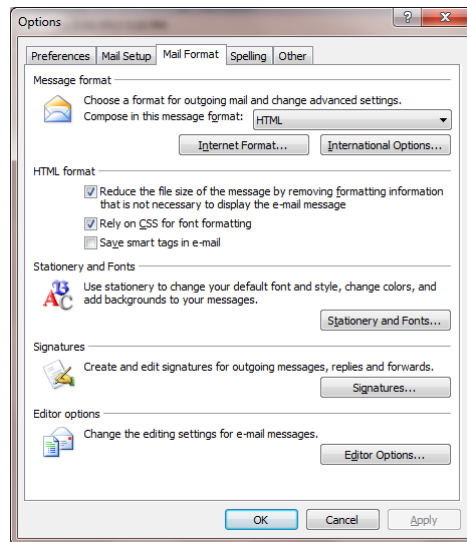 Options
Preferences Mail Setup Mail Format Spelling Other
Message format
Choose a format for outgoing mail and change advanced settings.
Compose in this message format: HTML
Internet Format... International Options...
HTML format
Reduce the file size of the message by removing formatting information
that is not necessary to display the e-mail message
Rely on CSS for font formatting
Save smart tags in e-mail
Stationery and Fonts
Use stationery to change your default font and style, change colors, and
add backgrounds to your messages.
Stationery and Fonts...
Signatures
Create and edit signatures for outgoing messages, replies and forwards.
Signatures...
Editor options
Change the editing settings for e-mail messages.
Editor Options...
OK Cancel Apply